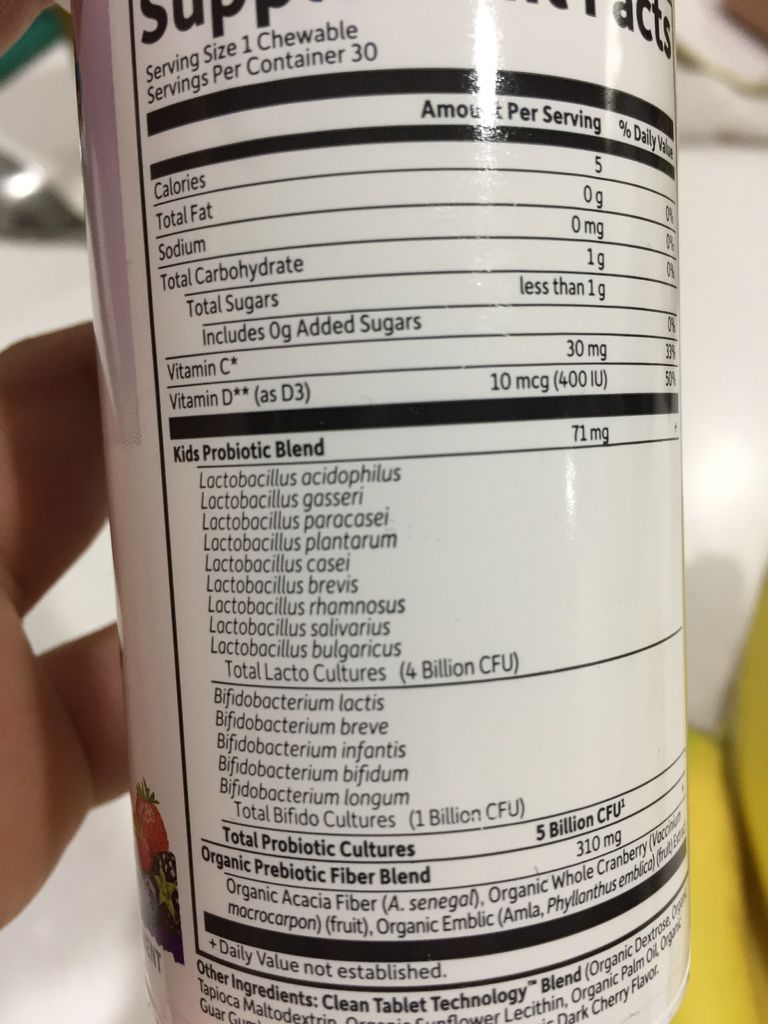 Facts
Serving Size 1 Chewable
Servings Per Container 30
Amount Per Serving % Daily Value
Calories 5
Total Fat 0 g 0%
Sodium 0 mg 0%
Total Carbohydrate 1 g 0%
Total Sugars less than 1 g
Includes 0g Added Sugars 0%
Vitamin C* 30 mg 33%
Vitamin D** (as D3) 10 mcg (400 IU) 50%
Kids Probiotic Blend 71 mg +
Lactobacillus acidophilus
Lactobacillus gasseri
Lactobacillus paracasei
Lactobacillus plantarum
Lactobacillus casei
Lactobacillus brevis
Lactobacillus rhamnosus
Lactobacillus salivarius
Lactobacillus bulgaricus
Total Lacto Cultures (4 Billion CFU)
Bifidobacterium lactis
Bifidobacterium breve
Bifidobacterium infantis
Bifidobacterium bifidum
Bifidobacterium longum
Total Bifido Cultures (1 Billion CFU)
Total Probiotic Cultures 5 Billion CFU¹
Organic Prebiotic Fiber Blend 310 mg +
Organic Acacia Fiber (A. senegal), Organic Whole Cranberry (Vaccinium
macrocarpon) (fruit), Organic Emblic (Amla, Phyllanthus emblica) (fruit) Extract
+ Daily Value not established.
Other Ingredients: Clean Tablet Technology™ Blend (Organic Dextrose, Organic
Tapioca Maltodextrin, Organic Sunflower Lecithin, Organic Palm Oil, Organic
Guar Gum Dark Cherry Flavor.